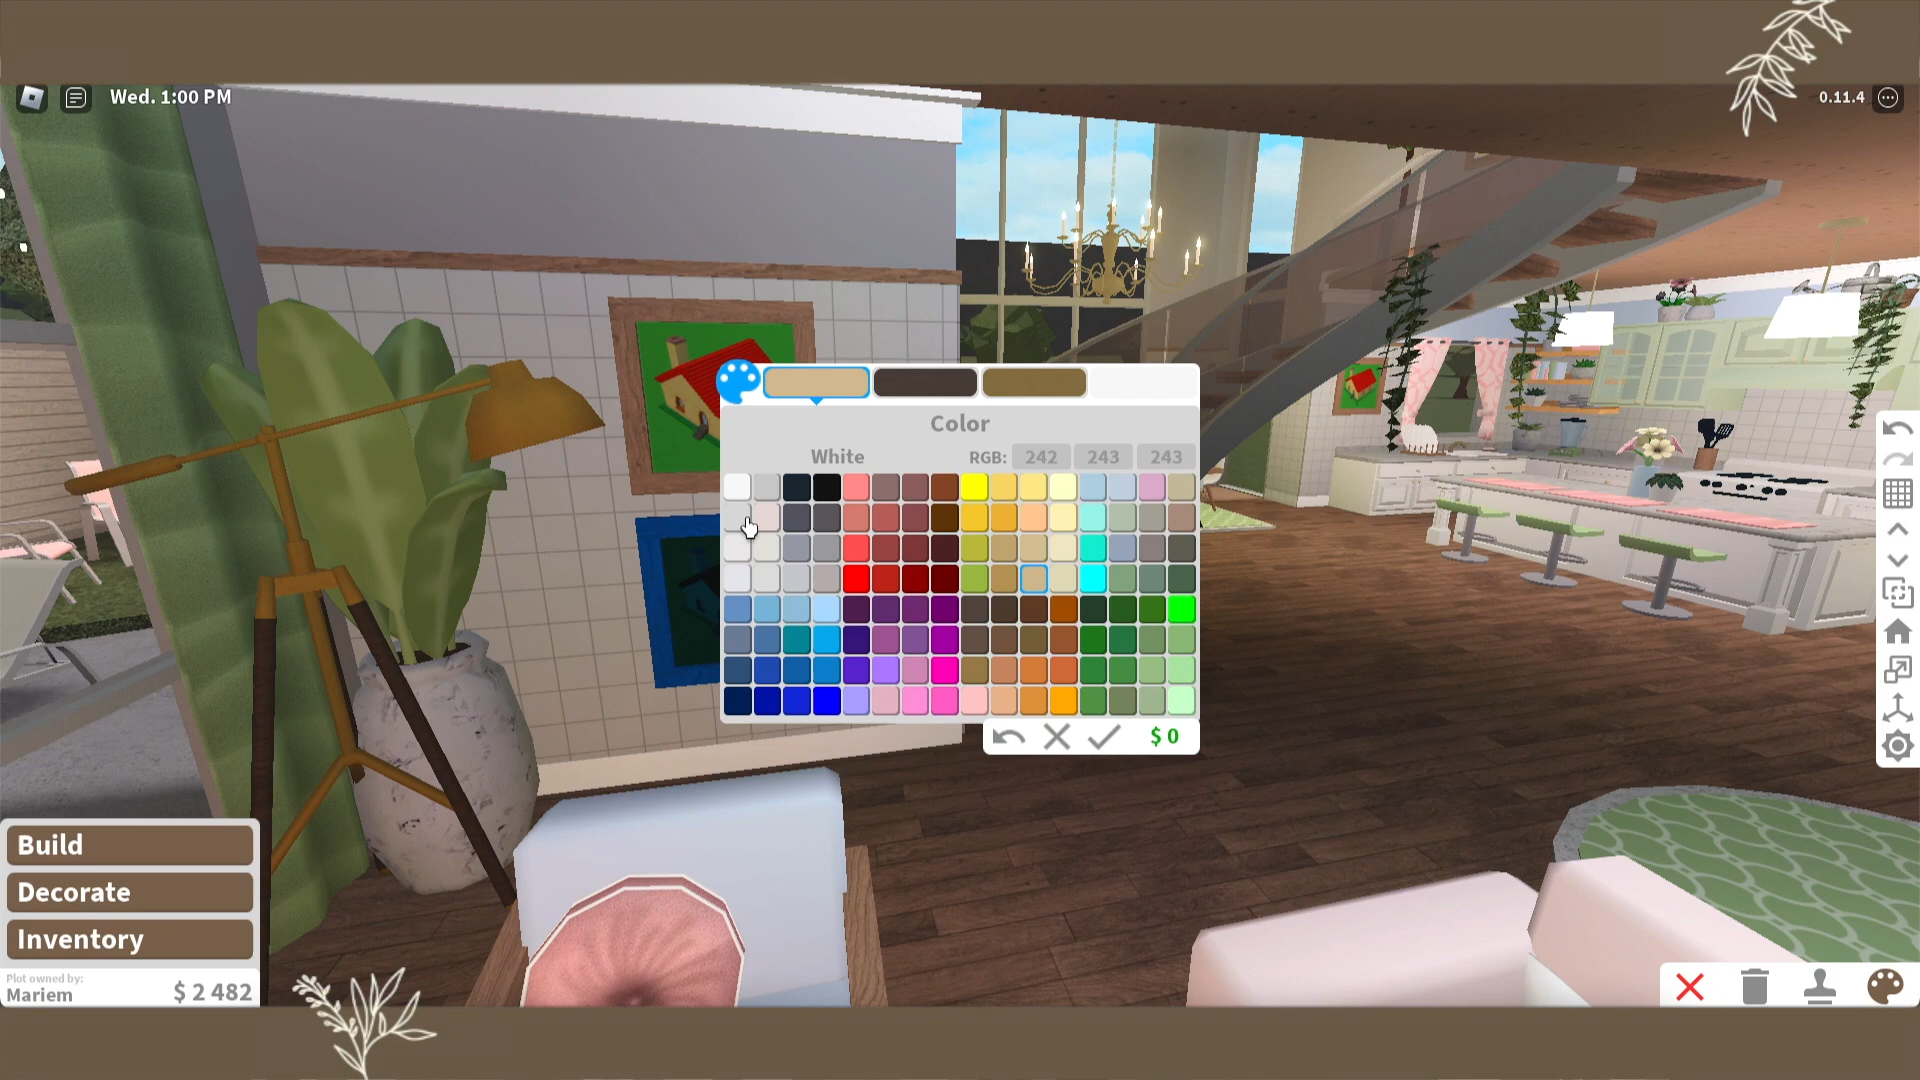 Wed. 1:00 PM
0.11.4
Color
White
RGB: 242 243 243
$ 0
Build
Decorate
Inventory
Plot owned by:
Mariem
$ 2 482